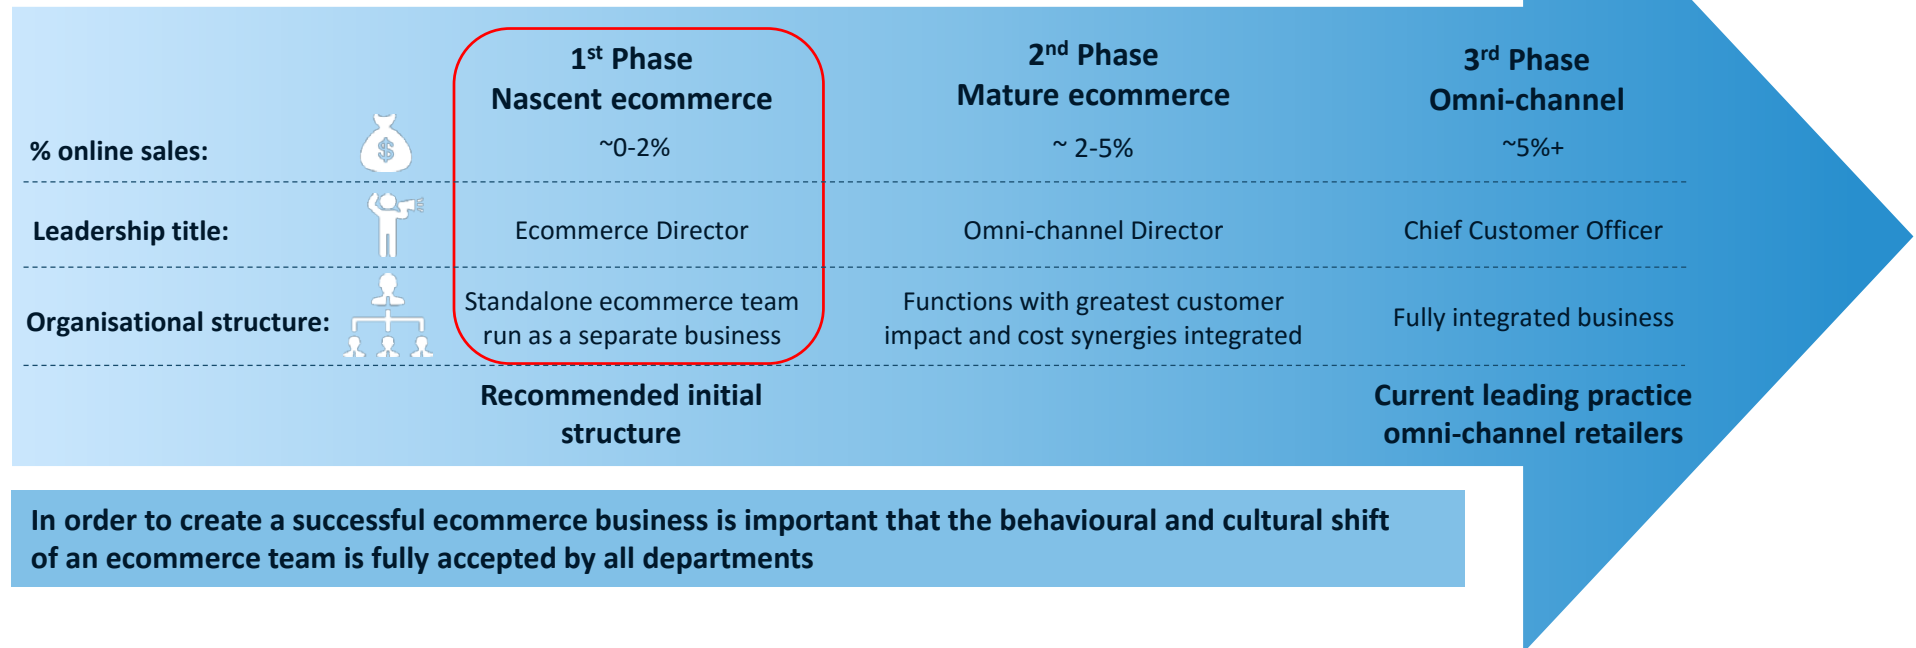 1st Phase
Nascent ecommerce
2nd Phase
Mature ecommerce
3rd Phase
Omni-channel
% online sales:
$
~0-2%
~ 2-5%
~5%+
Leadership title:
Ecommerce Director
Omni-channel Director
Chief Customer Officer
Organisational structure:
Standalone ecommerce team
run as a separate business
Functions with greatest customer
impact and cost synergies integrated
Fully integrated business
Recommended initial
structure
Current leading practice
omni-channel retailers
In order to create a successful ecommerce business is important that the behavioural and cultural shift
of an ecommerce team is fully accepted by all departments